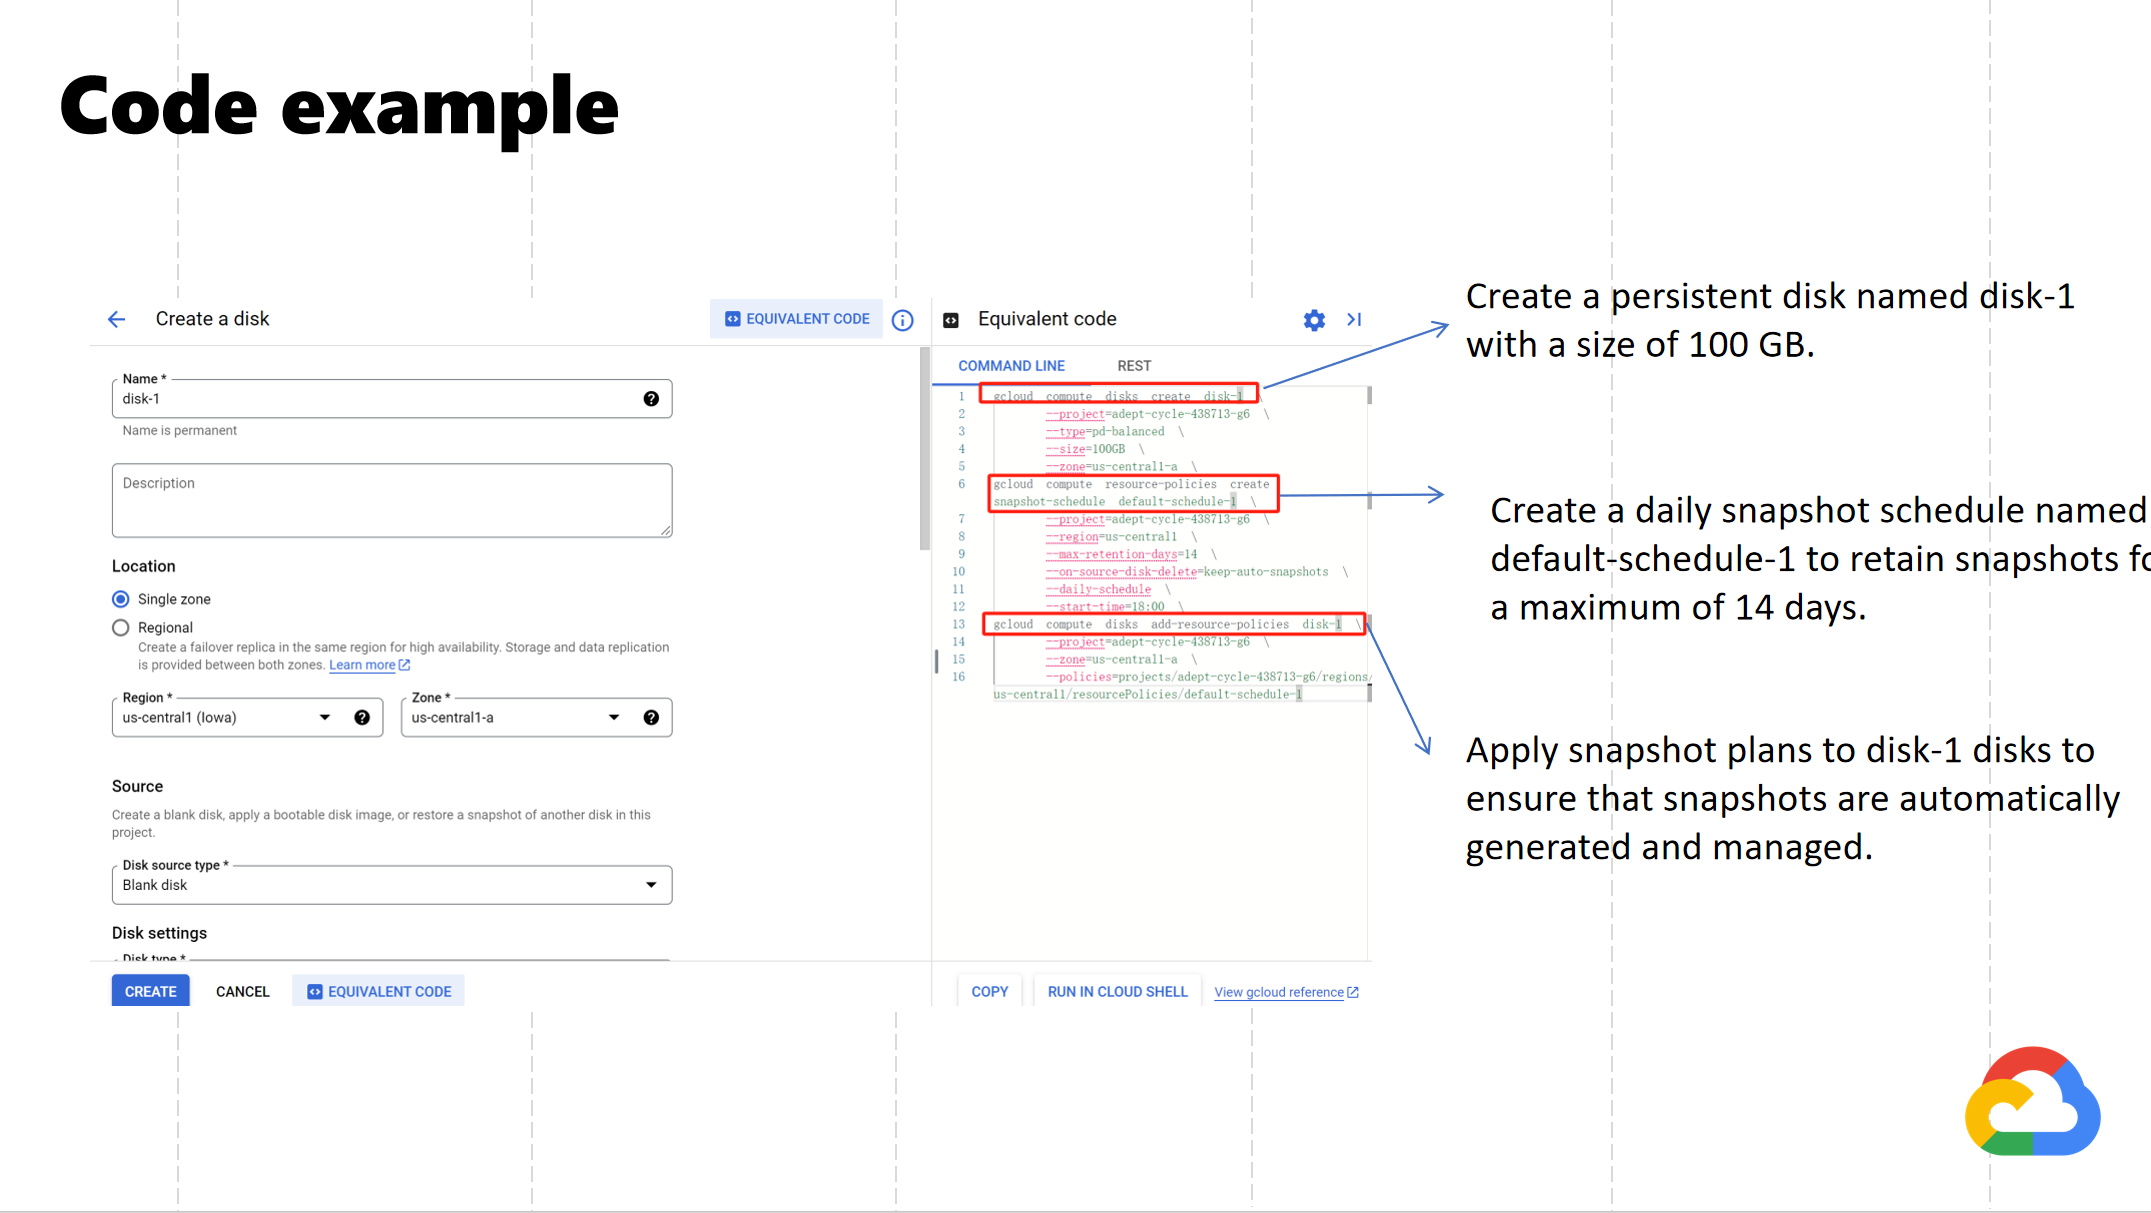 Code example
Create a disk
EQUIVALENT CODE
Name *
disk-1
Name is permanent
Description
Location
Single zone
Regional
Create a failover replica in the same region for high availability. Storage and data replication
is provided between both zones. Learn more
Region *
us-central1 (Iowa)
Zone *
us-central1-a
Source
Create a blank disk, apply a bootable disk image, or restore a snapshot of another disk in this
project.
Disk source type *
Blank disk
Disk settings
Disk type *
CREATE CANCEL EQUIVALENT CODE
Equivalent code
COMMAND LINE REST
1 gcloud compute disks create disk-1 \
2 --project=adept-cycle-438713-g6 \
3 --type=pd-balanced \
4 --size=100GB \
5 --zone=us-central1-a \
6 gcloud compute resource-policies create
snapshot-schedule default-schedule-1 \
7 --project=adept-cycle-438713-g6 \
8 --region=us-central1 \
9 --max-retention-days=14 \
10 --on-source-disk-delete=keep-auto-snapshots \
11 --daily-schedule \
12 --start-time=18:00 \
13 gcloud compute disks add-resource-policies disk-1 \
14 --project=adept-cycle-438713-g6 \
15 --zone=us-central1-a \
16 --policies=projects/adept-cycle-438713-g6/regions/
us-central1/resourcePolicies/default-schedule-1
COPY RUN IN CLOUD SHELL View gcloud reference
Create a persistent disk named disk-1
with a size of 100 GB.
Create a daily snapshot schedule named
default-schedule-1 to retain snapshots fo
a maximum of 14 days.
Apply snapshot plans to disk-1 disks to
ensure that snapshots are automatically
generated and managed.